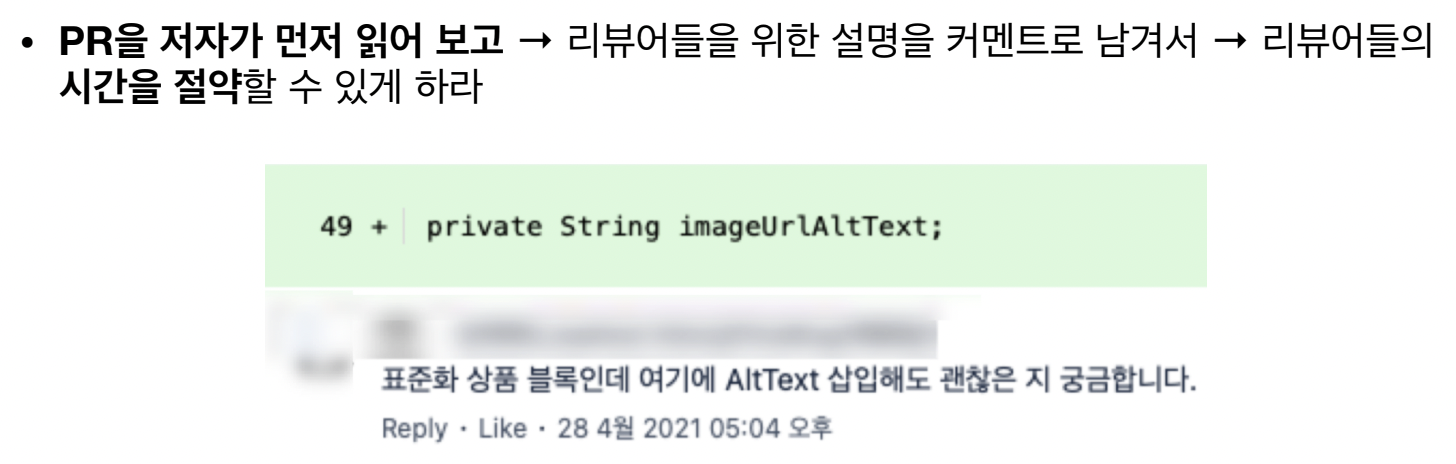 • PR을 저자가 먼저 읽어 보고 → 리뷰어들을 위한 설명을 커멘트로 남겨서 → 리뷰어들의
시간을 절약할 수 있게 하라
49 + private String imageUrlAltText;
표준화 상품 블록인데 여기에 AltText 삽입해도 괜찮은 지 궁금합니다.
Reply · Like · 28 4월 2021 05:04 오후